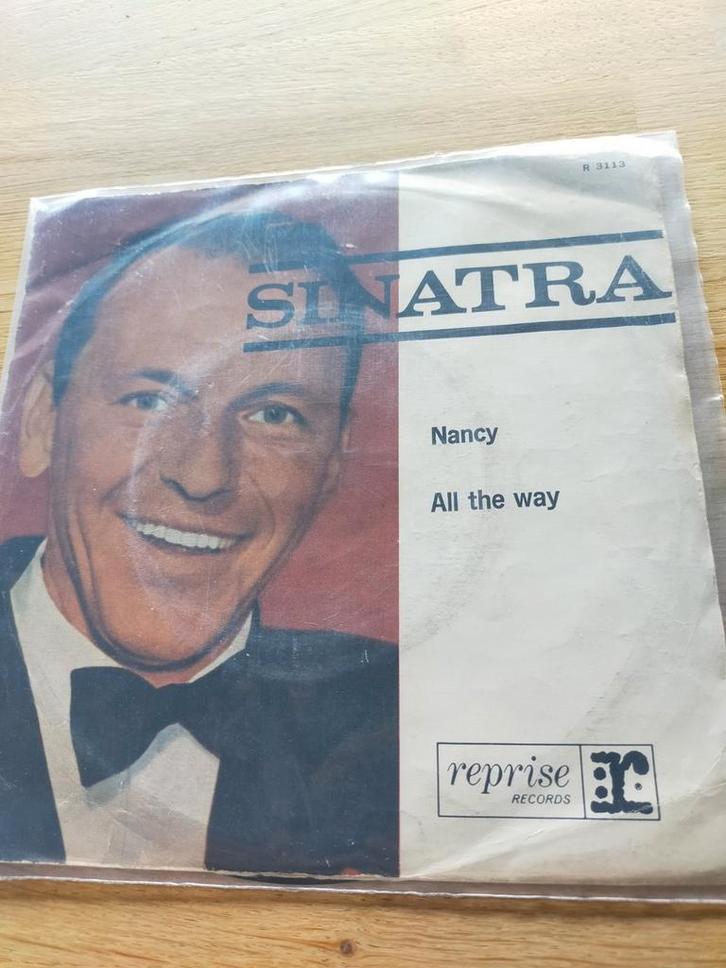 R 3113
SINATRA
Nancy
All the way
reprise
RECORDS
r: